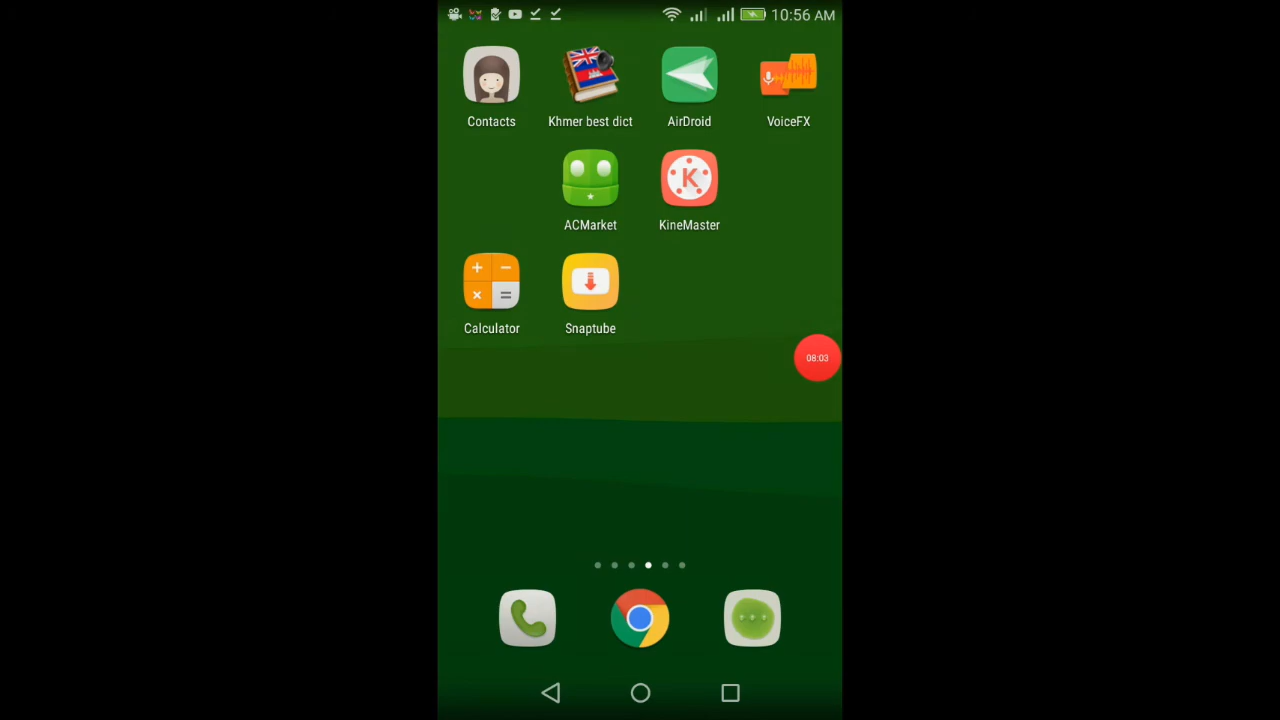 10:56 AM
Contacts
Khmer best dict
AirDroid
VoiceFX
K
ACMarket
KineMaster
+ −
× =
Calculator
Snaptube
08:03